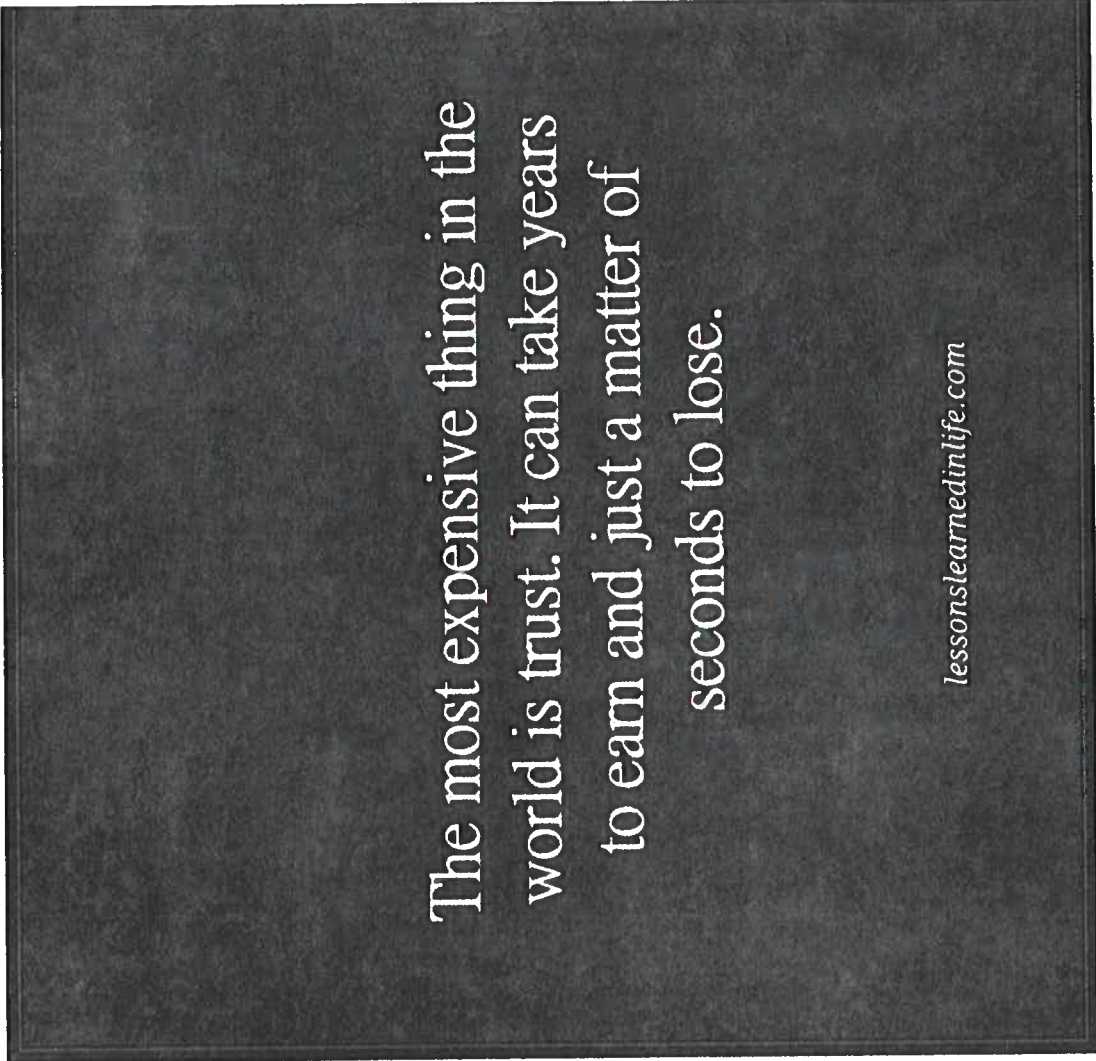 The most expensive thing in the
world is trust. It can take years
to earn and just a matter of
seconds to lose.
lessonslearnedinlife.com